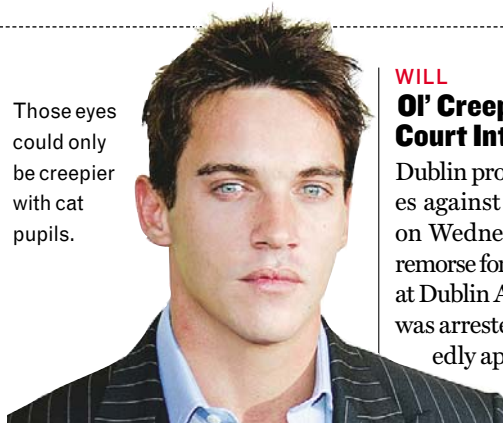 Those eyes
could only
be creepier
with cat
pupils.
WILL
Ol’ Creep
Court Int
Dublin pro
es against
on Wednes
remorse for
at Dublin A
was arreste
edly ap